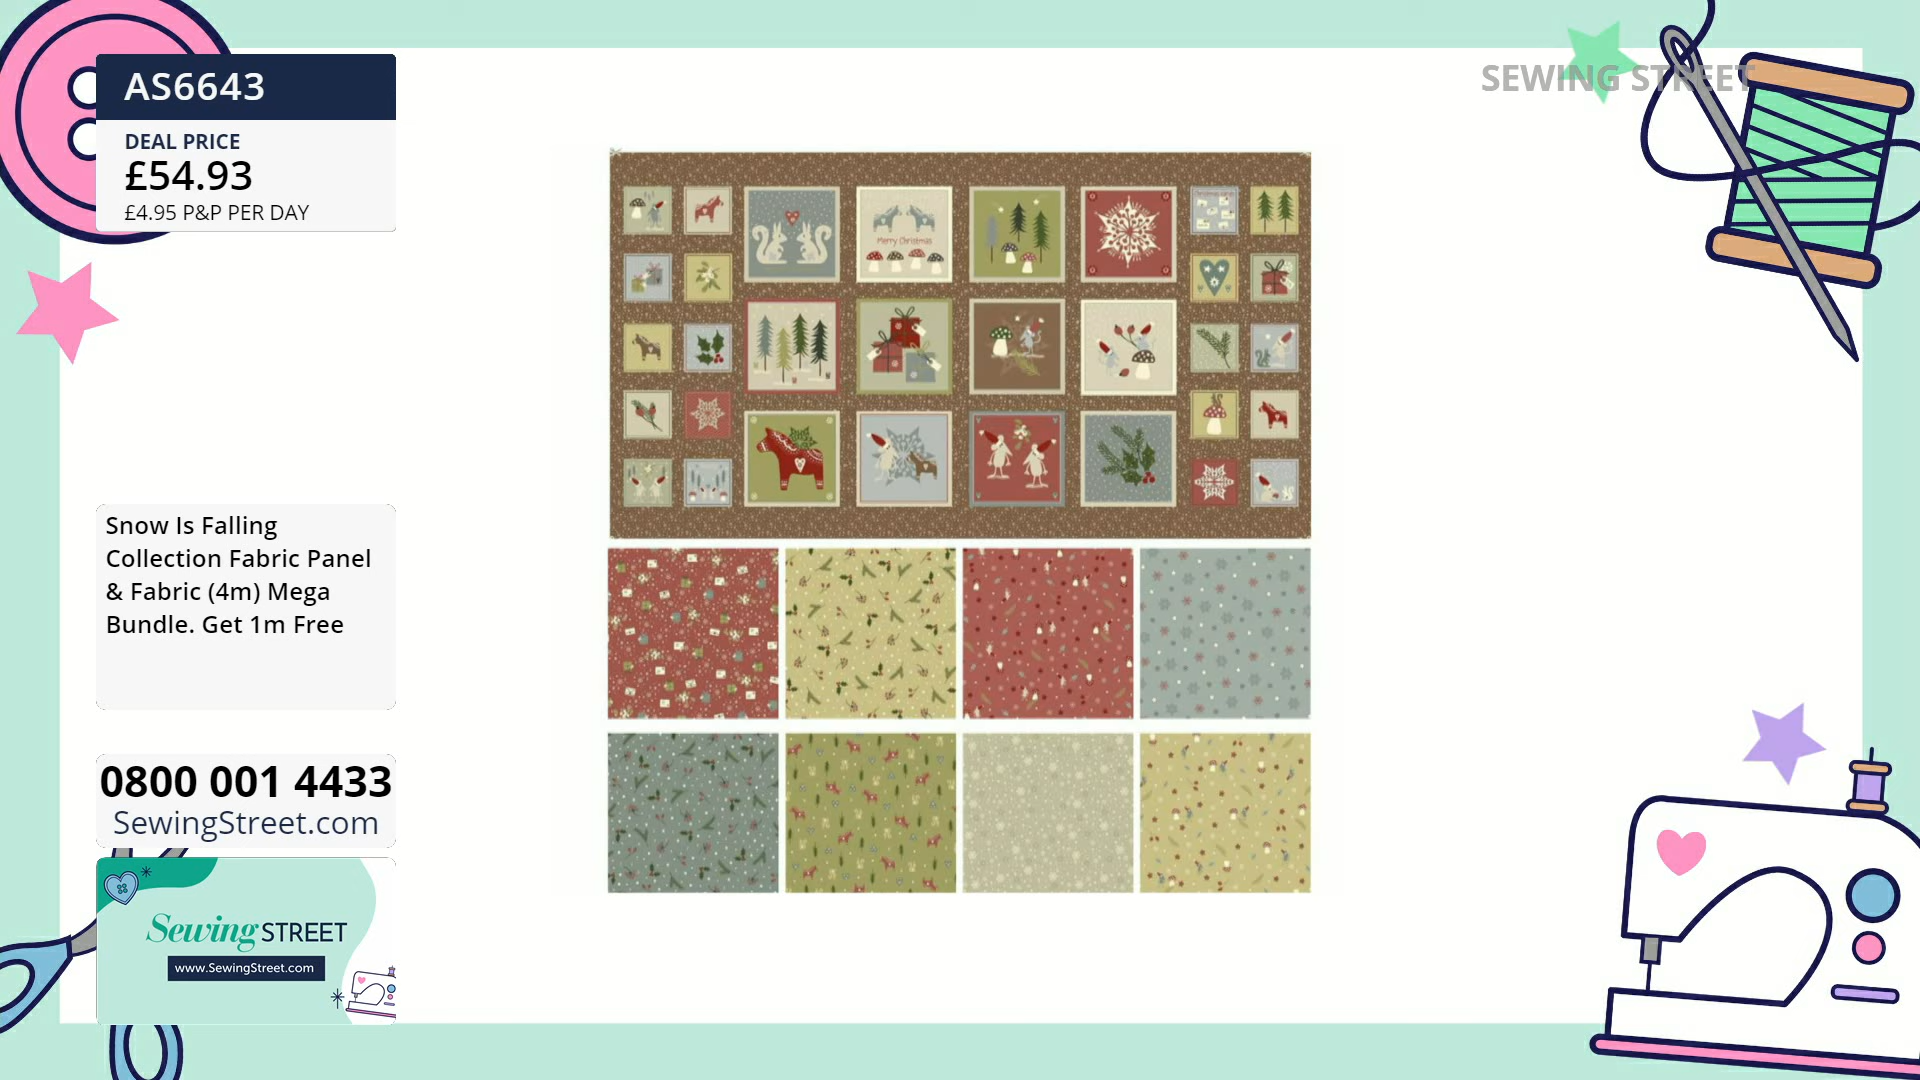 AS6643
DEAL PRICE
£54.93
£4.95 P&P PER DAY
SEWING STREET
Merry Christmas
Snow Is Falling
Collection Fabric Panel
& Fabric (4m) Mega
Bundle. Get 1m Free
0800 001 4433
SewingStreet.com
Sewing STREET
www.SewingStreet.com